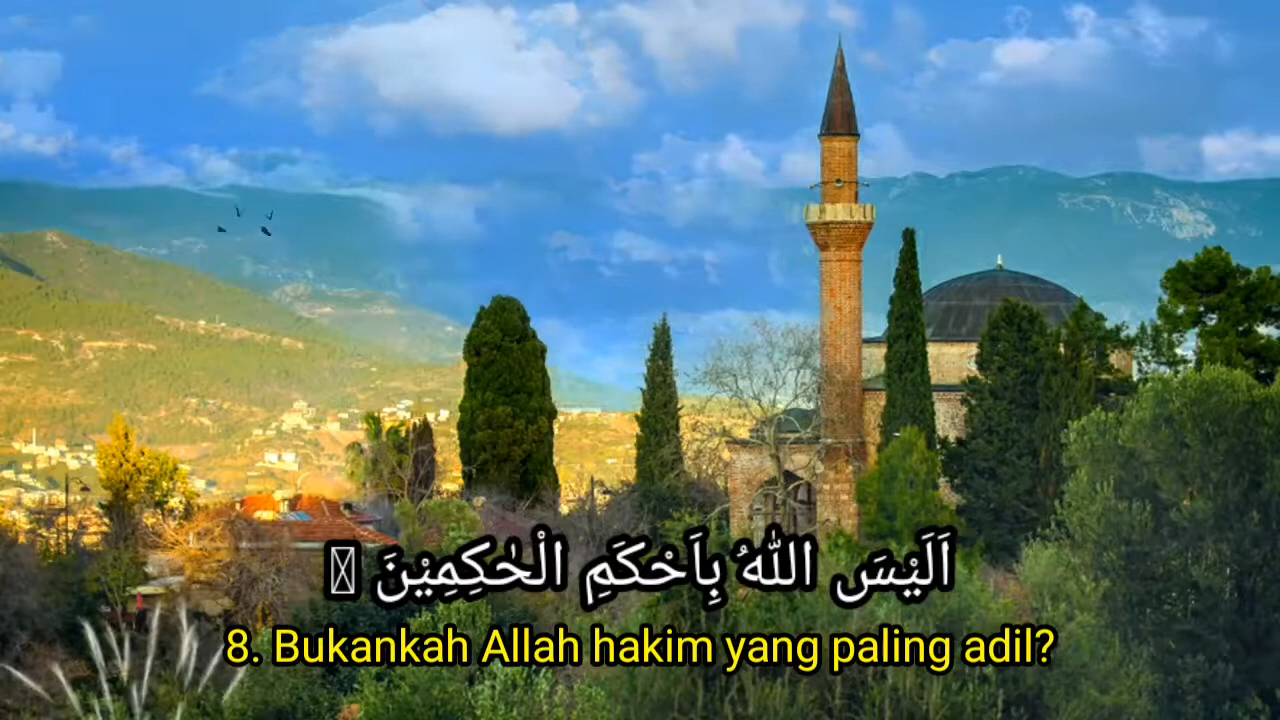 اَلَيْسَ اللّٰهُ بِاَحْكَمِ الْحٰكِمِيْنَ
8. Bukankah Allah hakim yang paling adil?